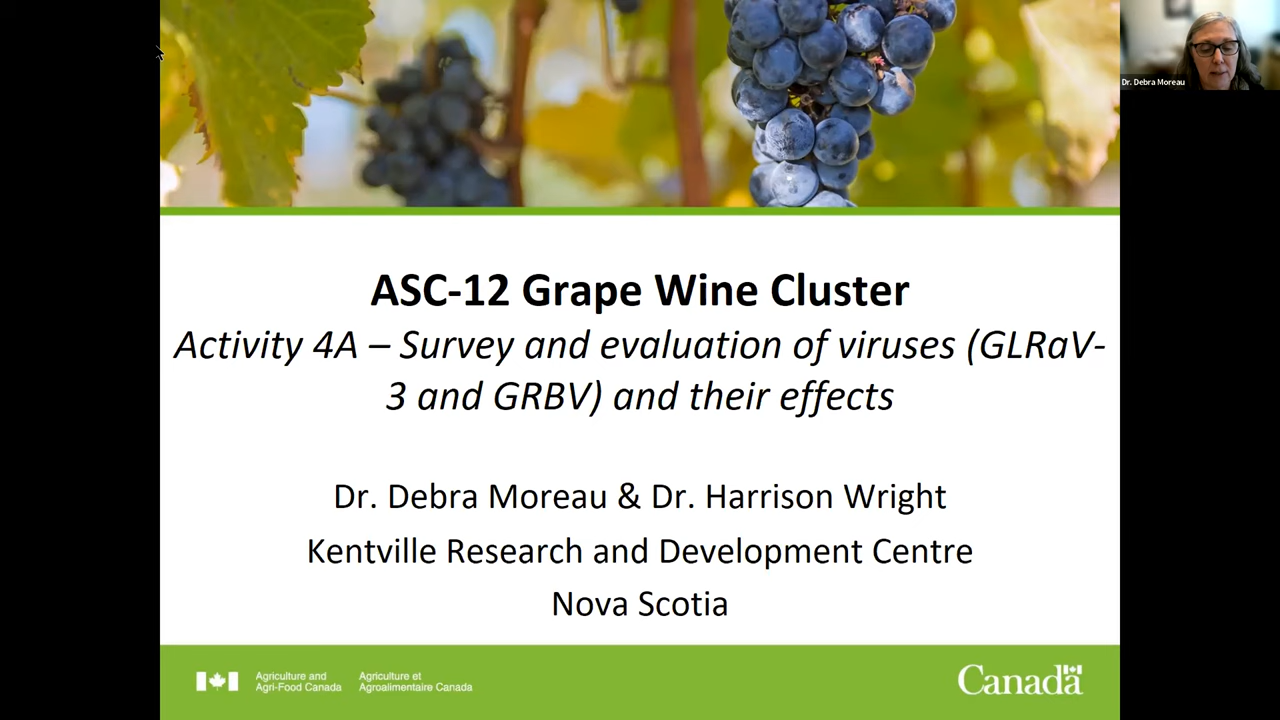 Dr. Debra Moreau
ASC-12 Grape Wine Cluster
Activity 4A – Survey and evaluation of viruses (GLRaV-
3 and GRBV) and their effects
Dr. Debra Moreau & Dr. Harrison Wright
Kentville Research and Development Centre
Nova Scotia
Agriculture and
Agri-Food Canada
Agriculture et
Agroalimentaire Canada
Canada